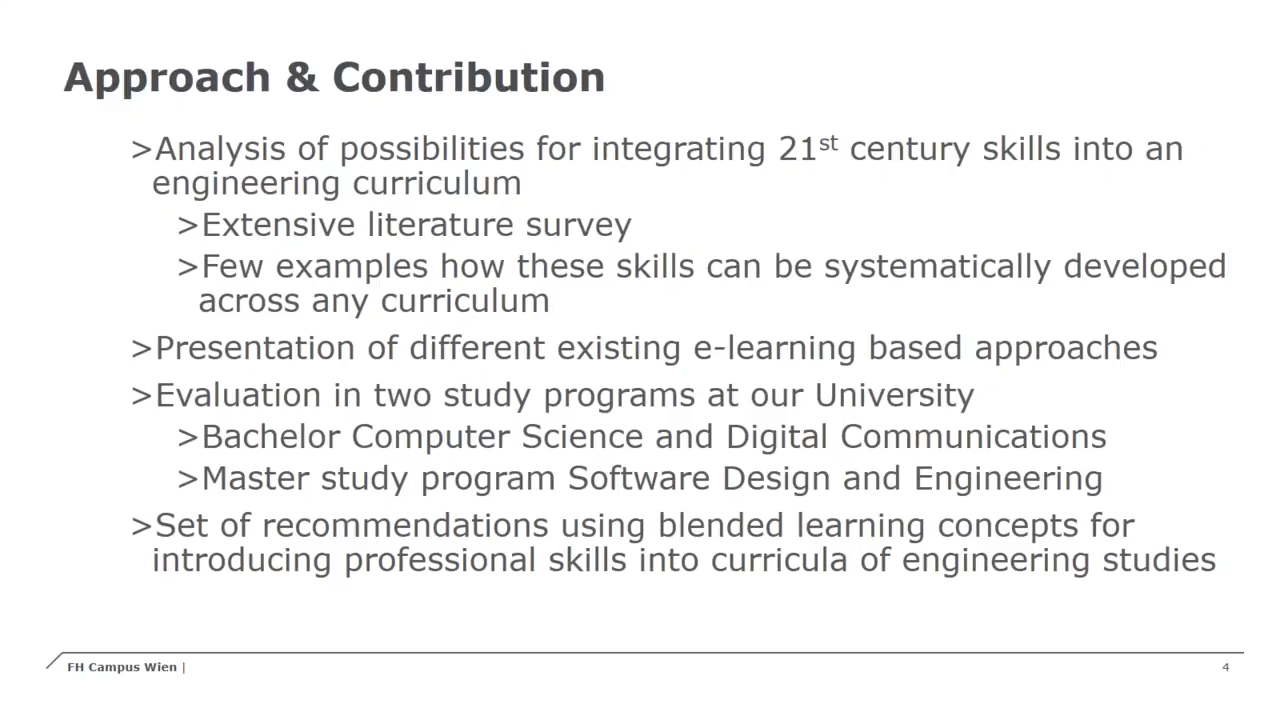 Approach & Contribution
>Analysis of possibilities for integrating 21st century skills into an
engineering curriculum
>Extensive literature survey
>Few examples how these skills can be systematically developed
across any curriculum
>Presentation of different existing e-learning based approaches
>Evaluation in two study programs at our University
>Bachelor Computer Science and Digital Communications
>Master study program Software Design and Engineering
>Set of recommendations using blended learning concepts for
introducing professional skills into curricula of engineering studies
FH Campus Wien |
4